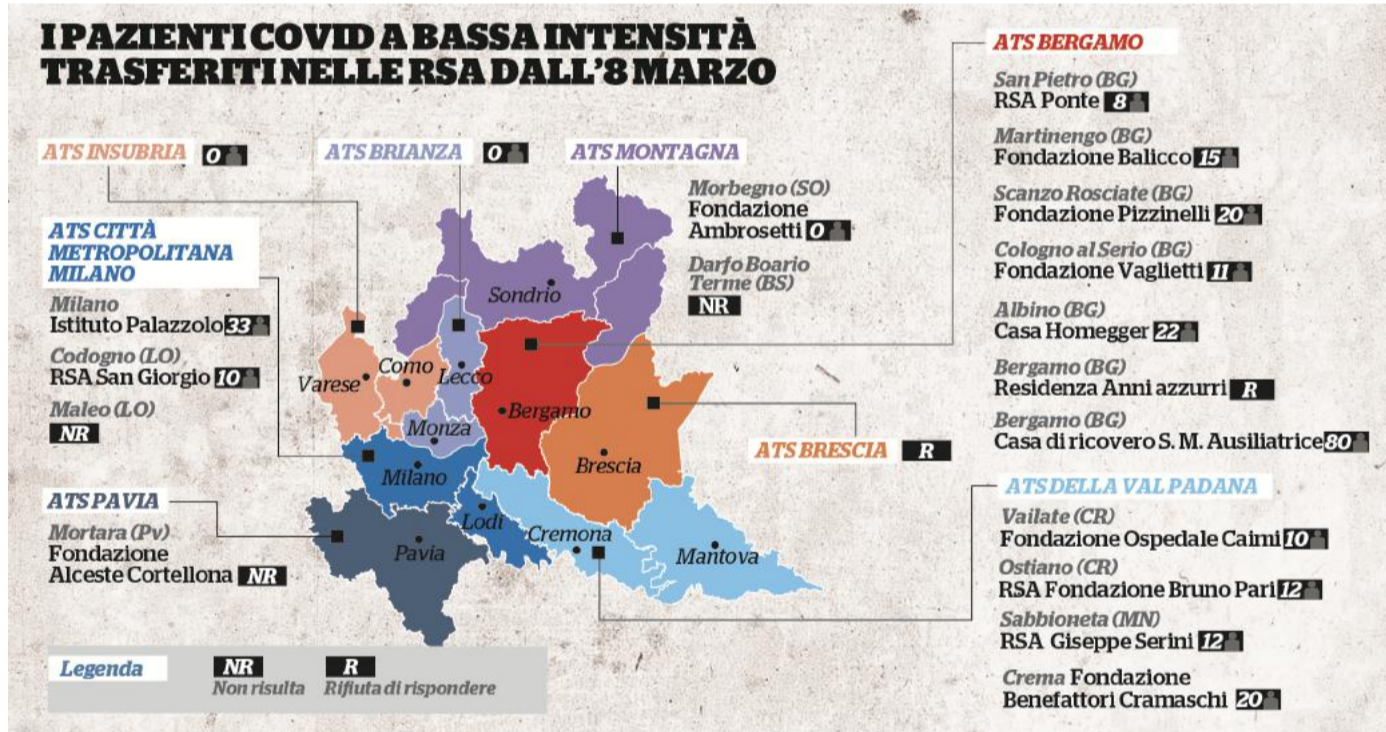 I PAZIENTI COVID A BASSA INTENSITÀ
TRASFERITI NELLE RSA DALL'8 MARZO
ATS INSUBRIA 0
ATS BRIANZA 0
ATS MONTAGNA
Morbegno (SO)
Fondazione
Ambrosetti 0
Darfo Boario
Terme (BS)
NR
ATS CITTÀ
METROPOLITANA
MILANO
Milano
Istituto Palazzolo 33
Codogno (LO)
RSA San Giorgio 10
Maleo (LO)
NR
ATS PAVIA
Mortara (Pv)
Fondazione
Alceste Cortellona NR
Sondrio
Varese
Como
Lecco
Bergamo
Monza
Brescia
Milano
Lodi
Cremona
Mantova
Pavia
ATS BRESCIA R
ATS BERGAMO
San Pietro (BG)
RSA Ponte 8
Martinengo (BG)
Fondazione Balicco 15
Scanzo Rosciate (BG)
Fondazione Pizzinelli 20
Cologno al Serio (BG)
Fondazione Vaglietti 11
Albino (BG)
Casa Homegger 22
Bergamo (BG)
Residenza Anni azzurri R
Bergamo (BG)
Casa di ricovero S. M. Ausiliatrice 80
ATS DELLA VAL PADANA
Vailate (CR)
Fondazione Ospedale Caimi 10
Ostiano (CR)
RSA Fondazione Bruno Pari 12
Sabbioneta (MN)
RSA Giseppe Serini 12
Crema Fondazione
Benefattori Cramaschi 20
Legenda
NR
Non risulta
R
Rifiuta di rispondere